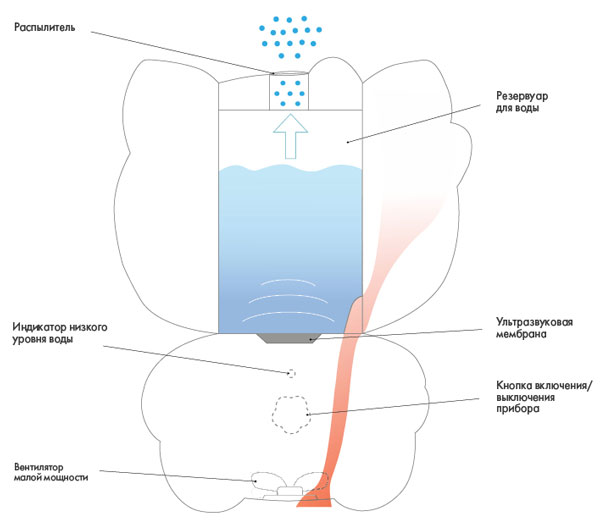 Распылитель
Резервуар
для воды
Индикатор низкого
уровня воды
Ультразвуковая
мембрана
Кнопка включения/
выключения
прибора
Вентилятор
малой мощности